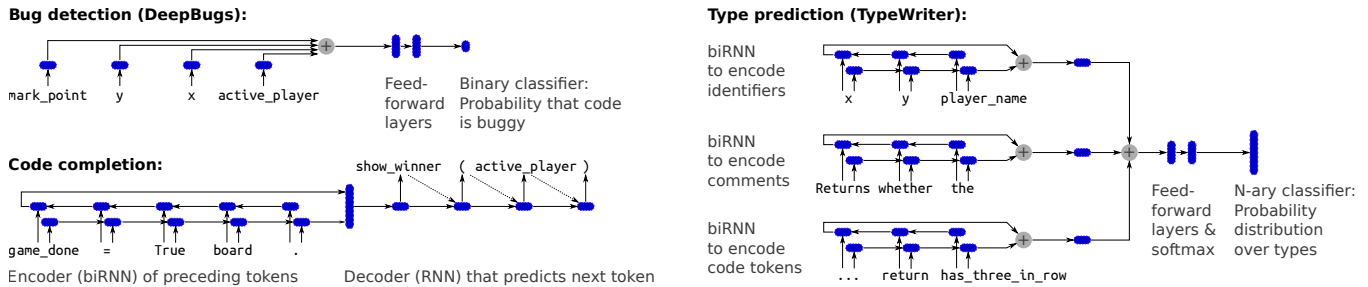 Bug detection (DeepBugs):
mark_point y x active_player
Feed-
forward
layers
Binary classifier:
Probability that code
is buggy
Code completion:
show_winner ( active_player )
game_done = True board .
Encoder (biRNN) of preceding tokens
Decoder (RNN) that predicts next token
Type prediction (TypeWriter):
biRNN
to encode
identifiers
x y player_name
biRNN
to encode
comments
Returns whether the
biRNN
to encode
code tokens
... return has_three_in_row
Feed-
forward
layers &
softmax
N-ary classifier:
Probability
distribution
over types